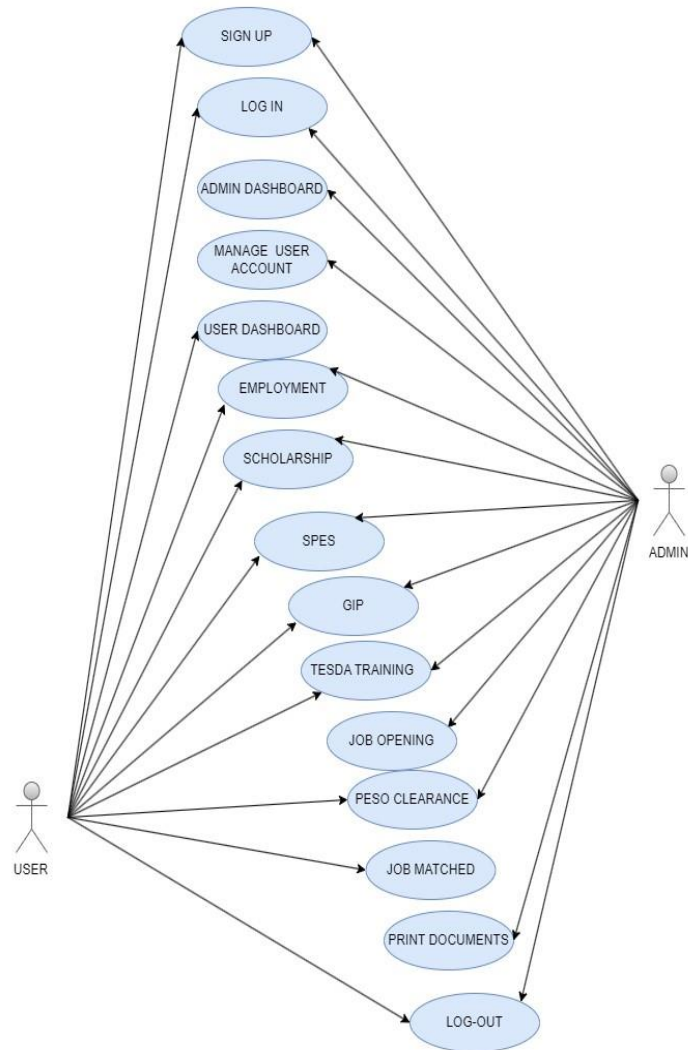 SIGN UP
LOG IN
ADMIN DASHBOARD
MANAGE USER
ACCOUNT
USER DASHBOARD
EMPLOYMENT
SCHOLARSHIP
SPES
ADMIN
GIP
TESDA TRAINING
JOB OPENING
PESO CLEARANCE
USER
JOB MATCHED
PRINT DOCUMENTS
LOG-OUT